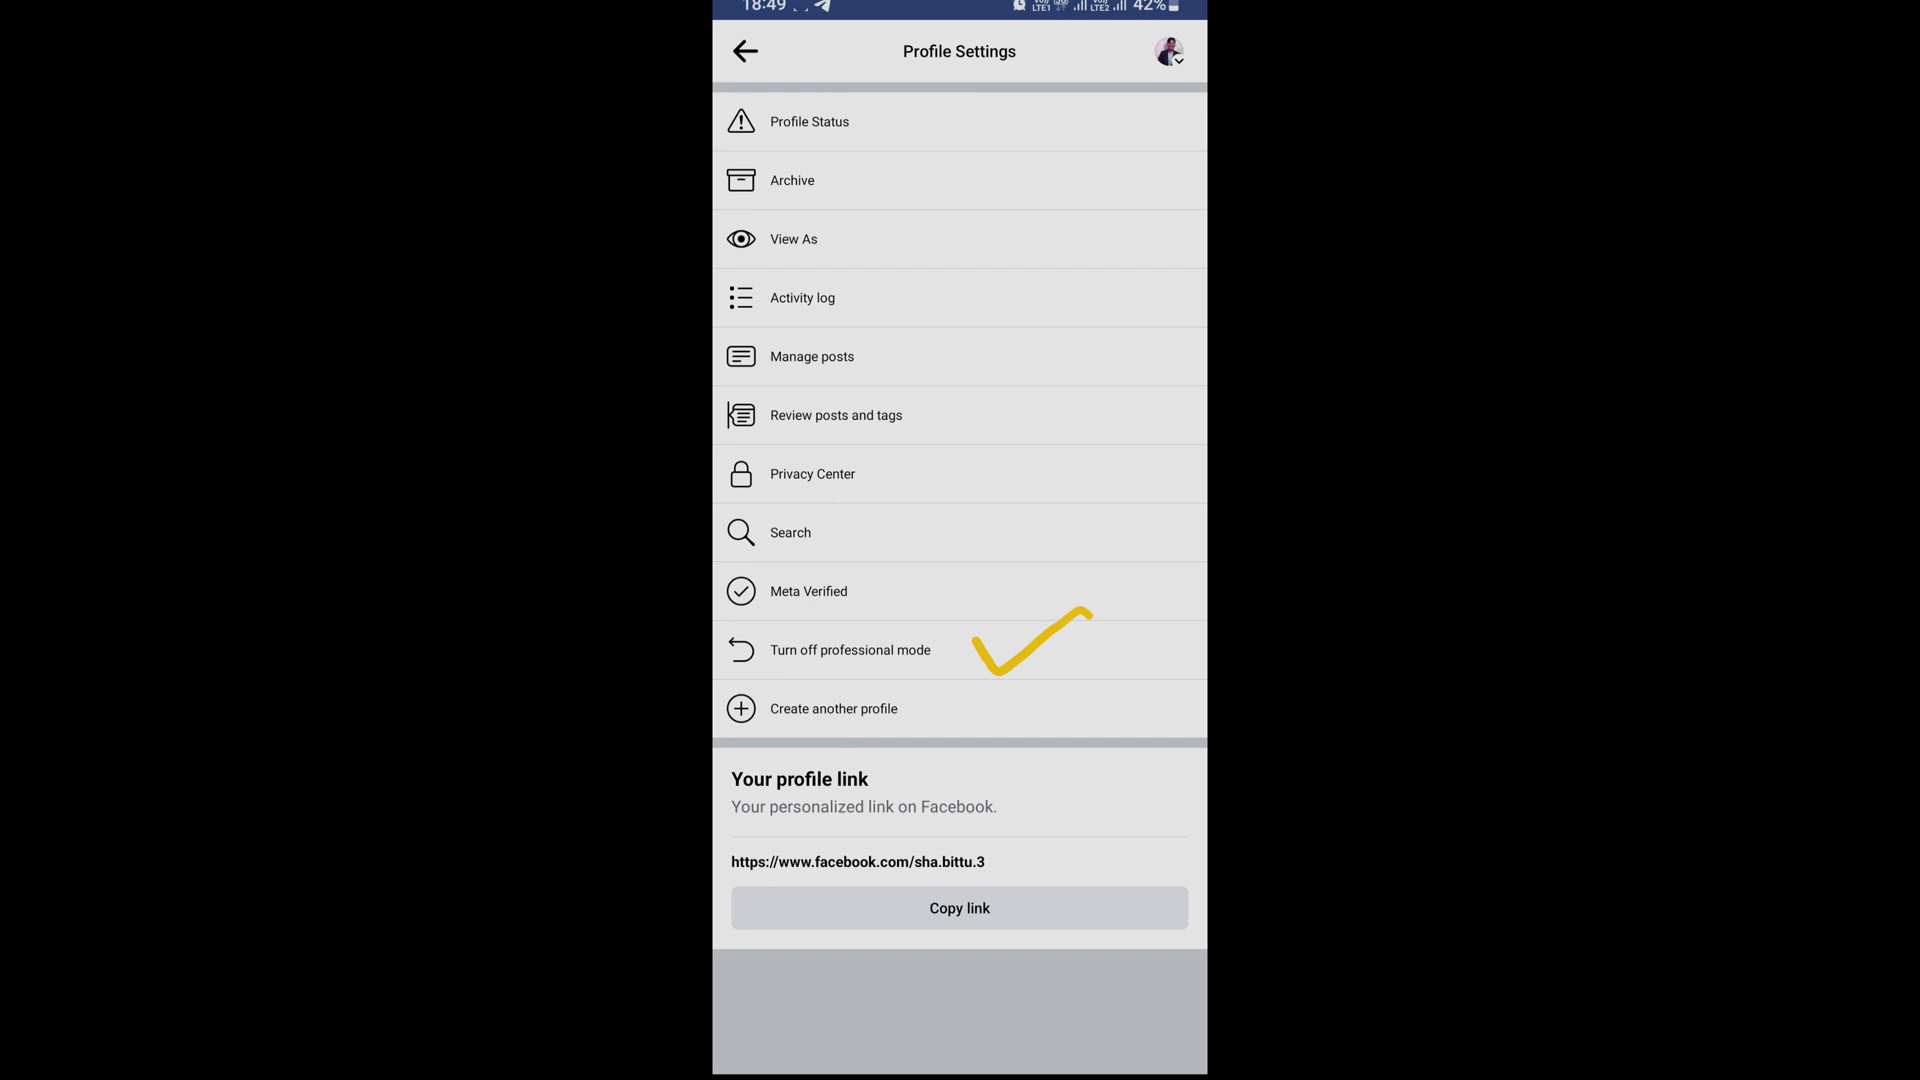 18:49
42%
Profile Settings
Profile Status
Archive
View As
Activity log
Manage posts
Review posts and tags
Privacy Center
Search
Meta Verified
Turn off professional mode
Create another profile
Your profile link
Your personalized link on Facebook.
https://www.facebook.com/sha.bittu.3
Copy link